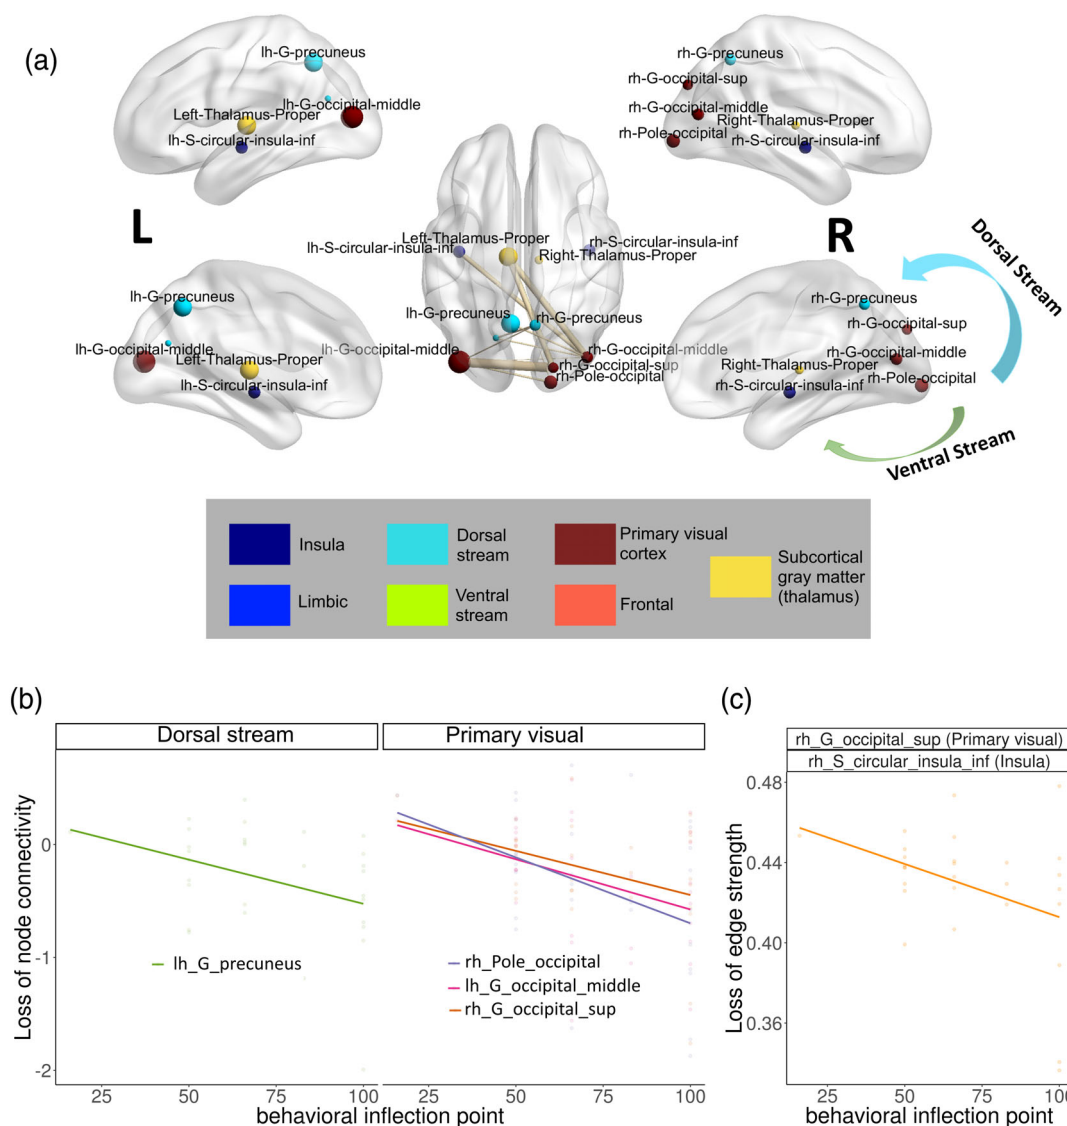 (a)
lh-G-precuneus
lh-G-occipital-middle
Left-Thalamus-Proper
lh-S-circular-insula-inf
rh-G-precuneus
rh-G-occipital-sup
rh-G-occipital-middle
Right-Thalamus-Proper
rh-Pole-occipital
rh-S-circular-insula-inf
L
R
Left-Thalamus-Proper
lh-S-circular-insula-inf
rh-S-circular-insula-inf
Right-Thalamus-Proper
lh-G-precuneus
rh-G-precuneus
lh-G-occipital-middle
rh-G-occipital-middle
rh-G-occipital-sup
rh-Pole-occipital
lh-G-precuneus
lh-G-occipital-middle
Left-Thalamus-Proper
lh-S-circular-insula-inf
rh-G-precuneus
rh-G-occipital-sup
rh-G-occipital-middle
Right-Thalamus-Proper
rh-Pole-occipital
rh-S-circular-insula-inf
Dorsal Stream
Ventral Stream
Insula
Dorsal
stream
Primary visual
cortex
Subcortical
gray matter
(thalamus)
Limbic
Ventral
stream
Frontal
(b)
Dorsal stream
Primary visual
Loss of node connectivity
0
-1
-2
lh_G_precuneus
rh_Pole_occipital
lh_G_occipital_middle
rh_G_occipital_sup
25 50 75 100
25 50 75 100
behavioral inflection point
(c)
rh_G_occipital_sup (Primary visual)
rh_S_circular_insula_inf (Insula)
Loss of edge strength
0.48
0.44
0.40
0.36
25 50 75 100
behavioral inflection point